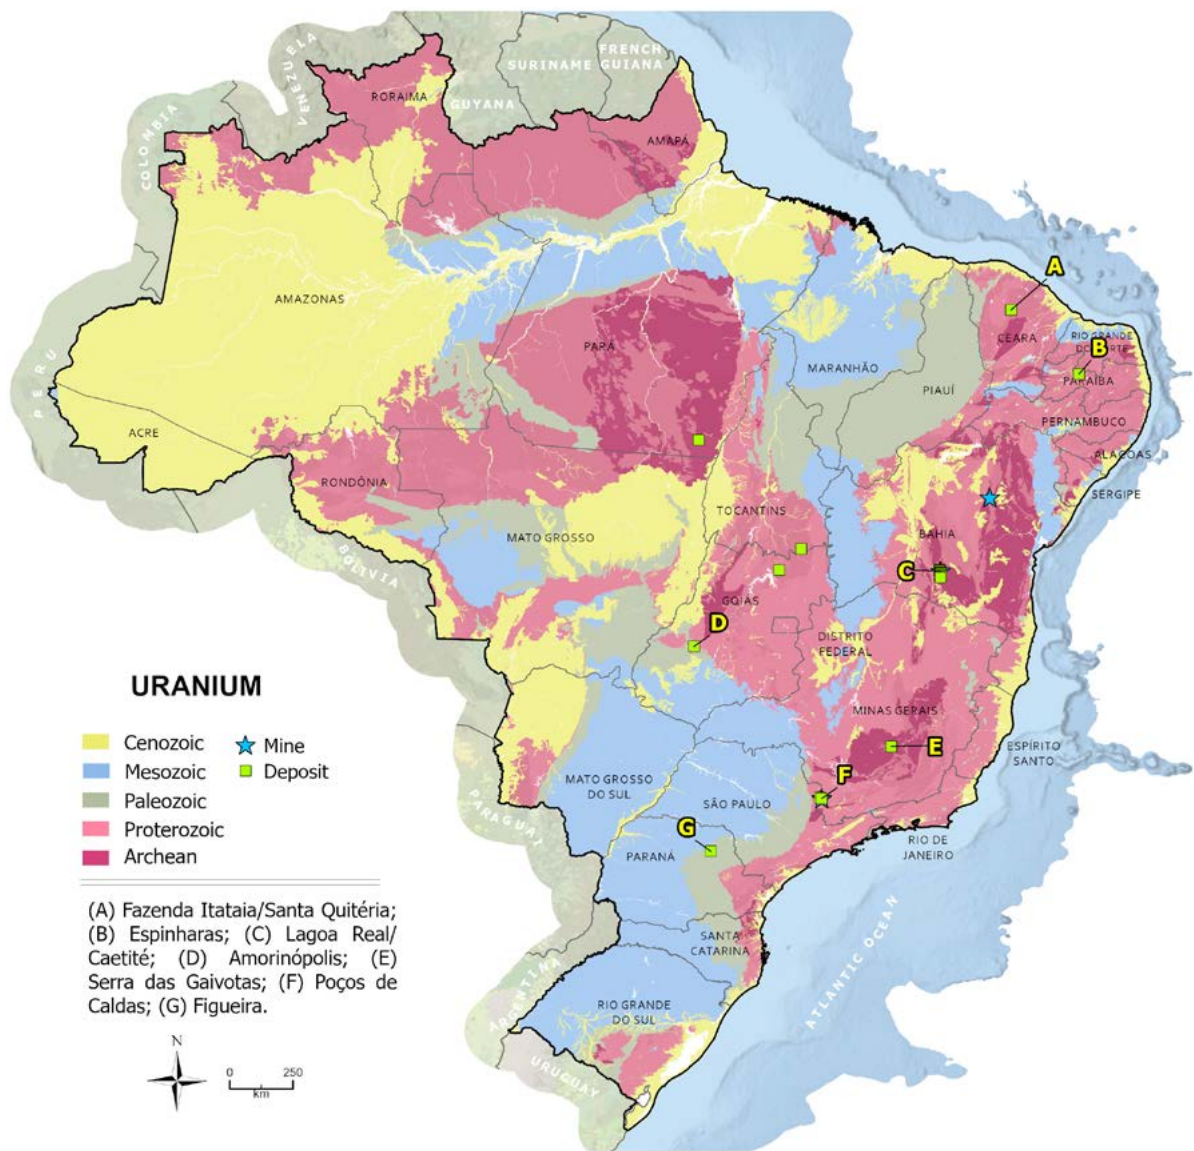 VENEZUELA
SURINAME
FRENCH
GUIANA
GUYANA
COLOMBIA
RORAIMA
AMAPÁ
A
AMAZONAS
PARÁ
CEARA
RIO GRANDE
DO NORTE
B
MARANHÃO
PIAUÍ
PARAÍBA
PERU
ACRE
PERNAMBUCO
ALAGOAS
SERGIPE
RONDÔNIA
TOCANTINS
MATO GROSSO
BAHIA
BOLIVIA
C
GOIÁS
D
DISTRITO
FEDERAL
URANIUM
MINAS GERAIS
Cenozoic
Mine
E
ESPÍRITO
SANTO
Mesozoic
Deposit
MATO GROSSO
DO SUL
F
Paleozoic
SÃO PAULO
PARAGUAI
Proterozoic
G
RIO DE
JANEIRO
Archean
PARANÁ
(A) Fazenda Itataia/Santa Quitéria;
(B) Espinharas; (C) Lagoa Real/
Caetité; (D) Amorinópolis; (E)
Serra das Gaivotas; (F) Poços de
Caldas; (G) Figueira.
SANTA
CATARINA
ATLANTIC OCEAN
ARGENTINA
RIO GRANDE
DO SUL
URUGUAY
N
0 250
km